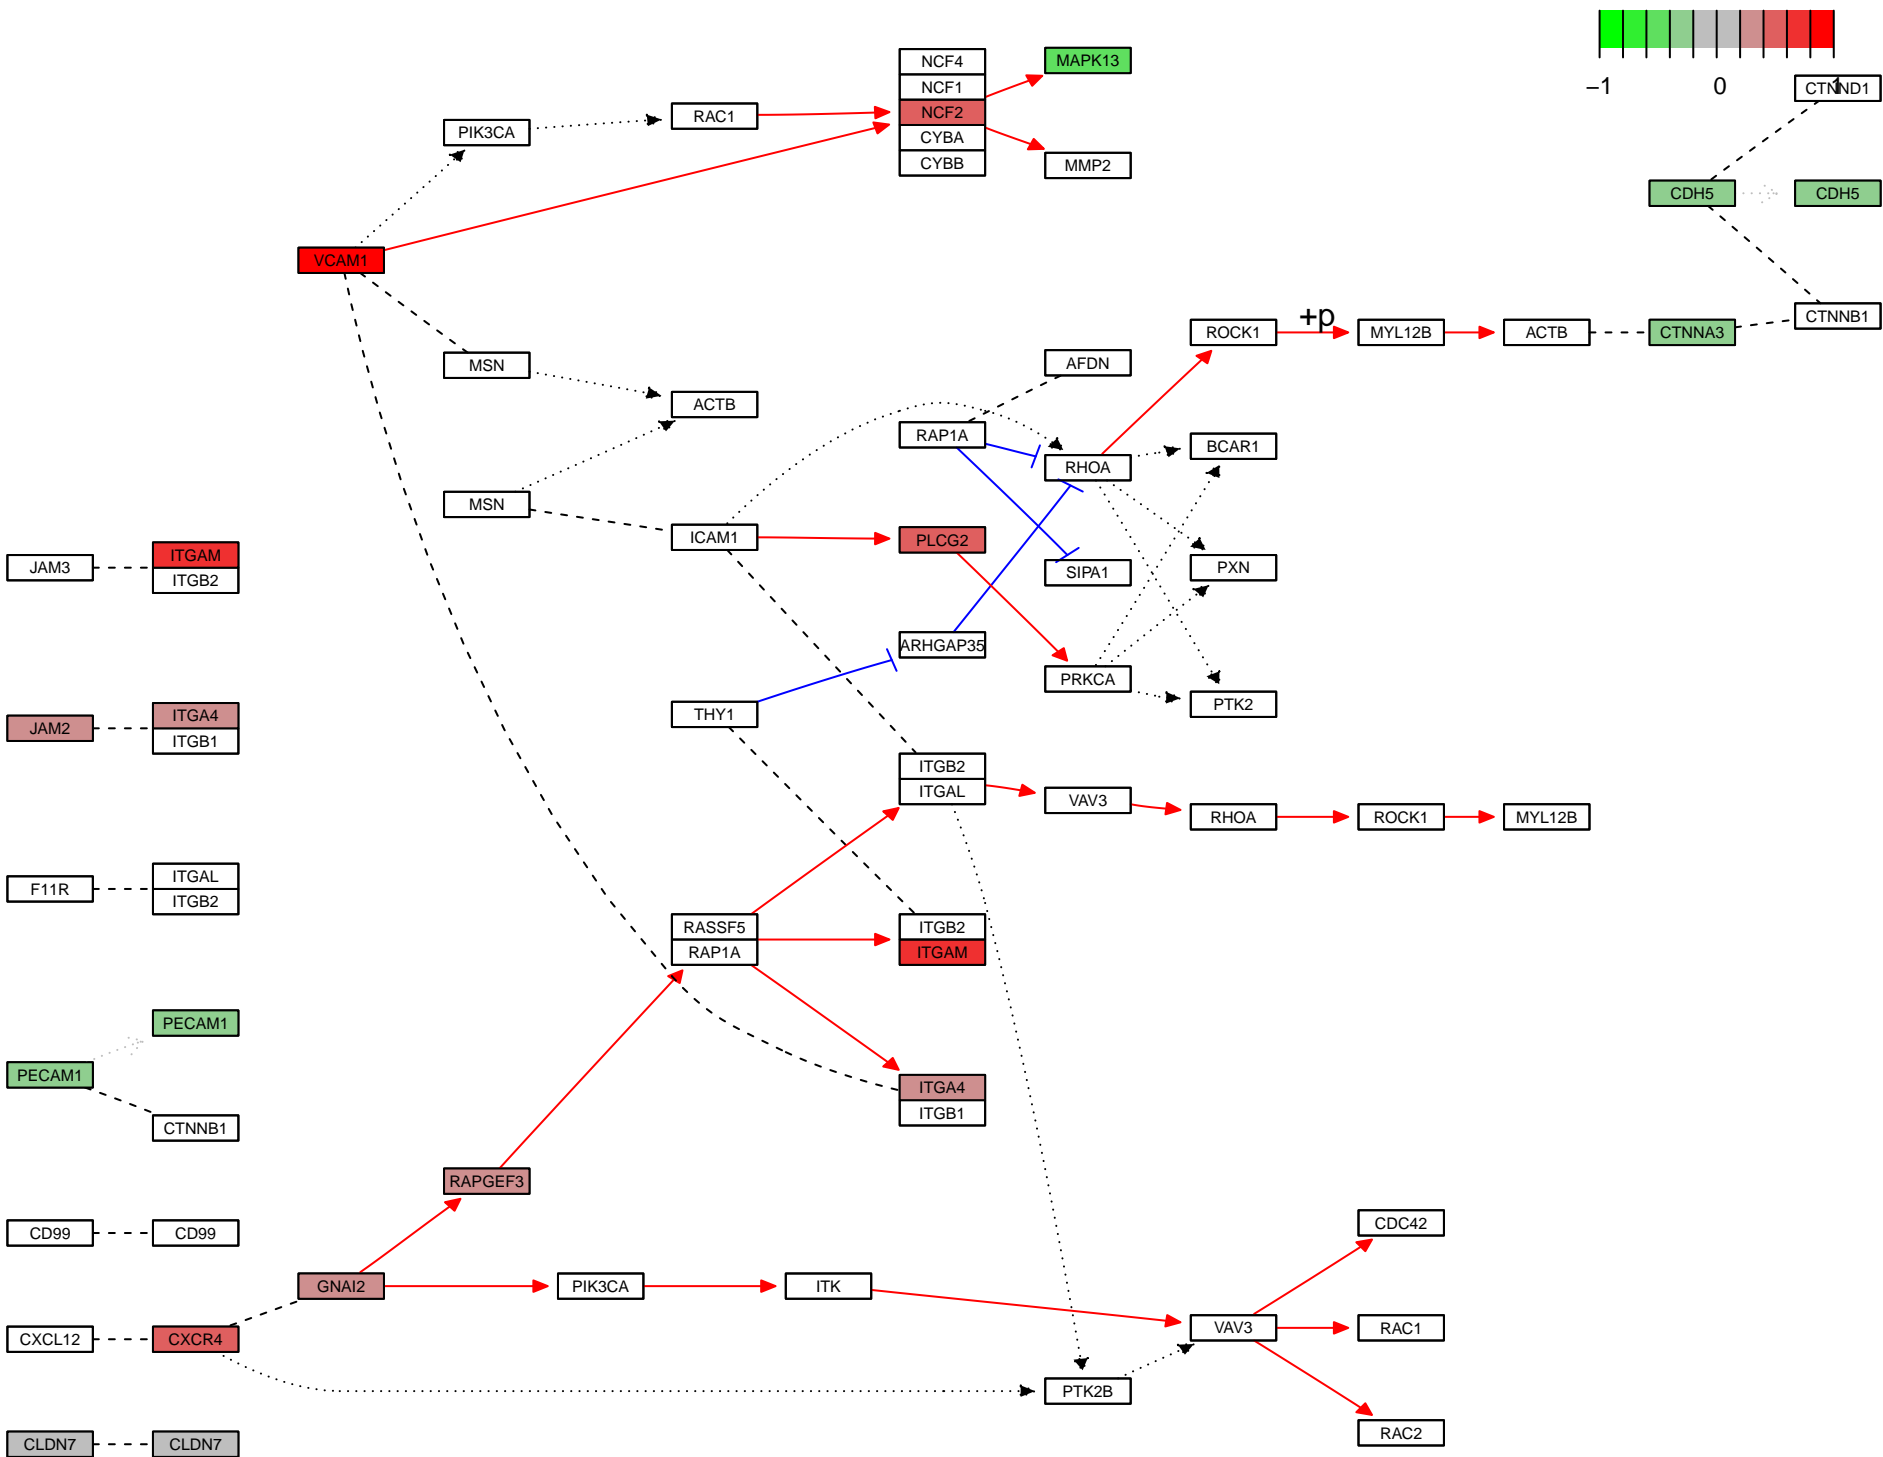 NCF4
NCF1
NCF2
CYBA
CYBB
MAPK13
MMP2
−1
0
1
CTNND1
PIK3CA
RAC1
CDH5
CDH5
VCAM1
CTNNB1
ROCK1
+p
MYL12B
ACTB
CTNNA3
MSN
AFDN
ACTB
RAP1A
RHOA
BCAR1
MSN
ICAM1
PLCG2
SIPA1
PXN
JAM3
ITGAM
ITGB2
ARHGAP35
PRKCA
PTK2
JAM2
ITGA4
ITGB1
THY1
ITGB2
ITGAL
VAV3
RHOA
ROCK1
MYL12B
F11R
ITGAL
ITGB2
RASSF5
RAP1A
ITGB2
ITGAM
PECAM1
PECAM1
CTNNB1
ITGA4
ITGB1
RAPGEF3
CD99
CD99
CDC42
GNAI2
PIK3CA
ITK
CXCL12
CXCR4
VAV3
RAC1
PTK2B
RAC2
CLDN7
CLDN7